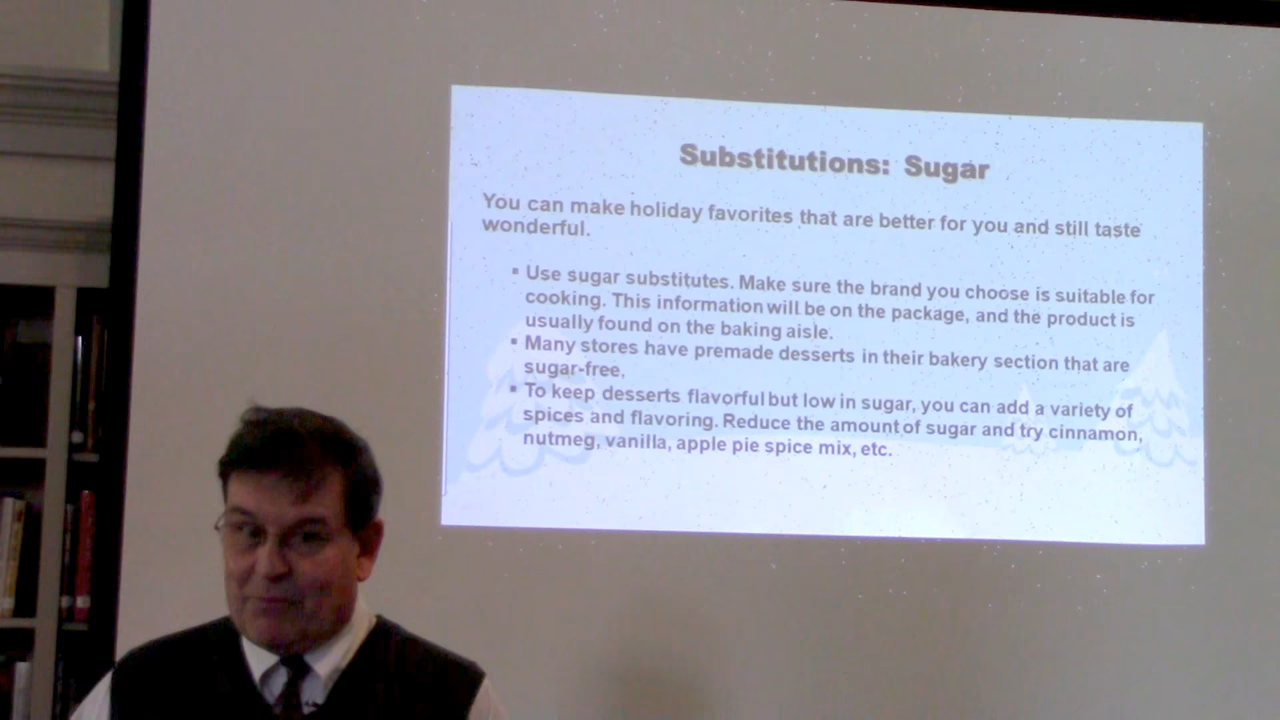 Substitutions: Sugar
You can make holiday favorites that are better for you and still taste
wonderful.
▪ Use sugar substitutes. Make sure the brand you choose is suitable for
cooking. This information will be on the package, and the product is
usually found on the baking aisle.
▪ Many stores have premade desserts in their bakery section that are
sugar-free.
▪ To keep desserts flavorful but low in sugar, you can add a variety of
spices and flavoring. Reduce the amount of sugar and try cinnamon,
nutmeg, vanilla, apple pie spice mix, etc.